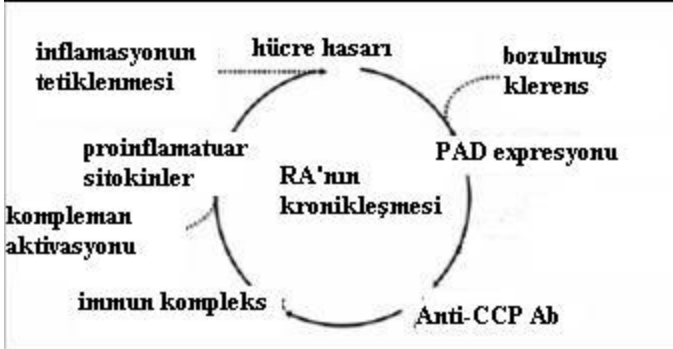 inflamasyonun
tetiklenmesi
hücre hasarı
bozulmuş
klerens
proinflamatuar
sitokinler
PAD expresyonu
RA'nın
kronikleşmesi
kompleman
aktivasyonu
immun kompleks
Anti-CCP Ab